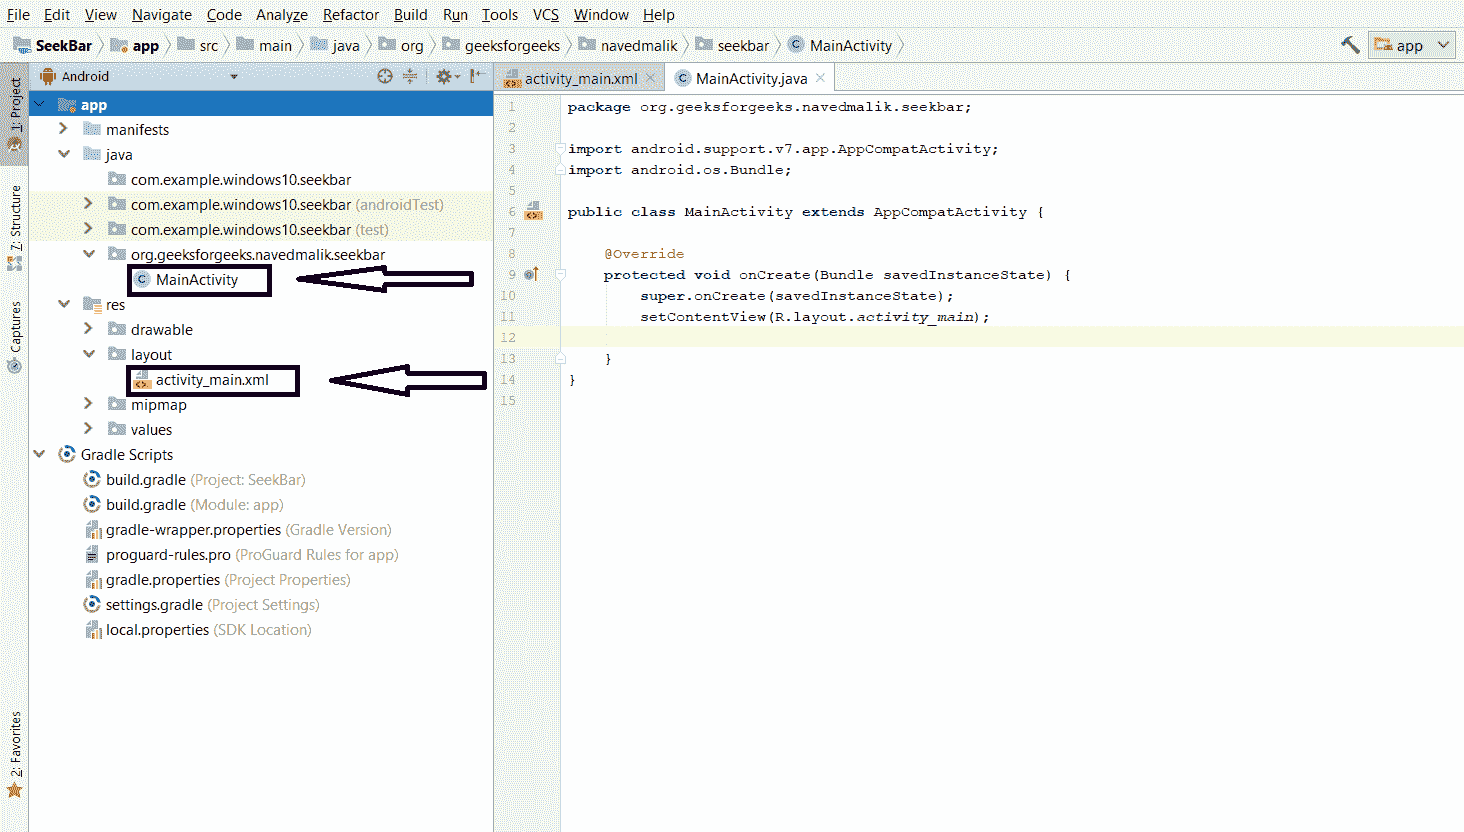 File Edit View Navigate Code Analyze Refactor Build Run Tools VCS Window Help
SeekBar app src main java org geeksforgeeks navedmalik seekbar MainActivity app
1: Project
7: Structure
Captures
2: Favorites
Android
app
manifests
java
com.example.windows10.seekbar
com.example.windows10.seekbar (androidTest)
com.example.windows10.seekbar (test)
org.geeksforgeeks.navedmalik.seekbar
MainActivity
res
drawable
layout
activity_main.xml
mipmap
values
Gradle Scripts
build.gradle (Project: SeekBar)
build.gradle (Module: app)
gradle-wrapper.properties (Gradle Version)
proguard-rules.pro (ProGuard Rules for app)
gradle.properties (Project Properties)
settings.gradle (Project Settings)
local.properties (SDK Location)
activity_main.xml MainActivity.java
1 package org.geeksforgeeks.navedmalik.seekbar;
2
3 import android.support.v7.app.AppCompatActivity;
4 import android.os.Bundle;
5
6 public class MainActivity extends AppCompatActivity {
7
8 @Override
9 protected void onCreate(Bundle savedInstanceState) {
10 super.onCreate(savedInstanceState);
11 setContentView(R.layout.activity_main);
12
13 }
14 }
15